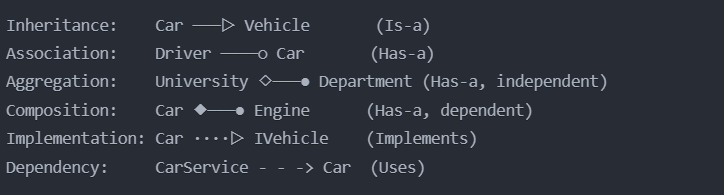 Inheritance:    Car ───▷ Vehicle       (Is-a)
Association:    Driver ────○ Car       (Has-a)
Aggregation:    University ◇───● Department (Has-a, independent)
Composition:    Car ◆───● Engine       (Has-a, dependent)
Implementation: Car ····▷ IVehicle    (Implements)
Dependency:     CarService - - -> Car  (Uses)